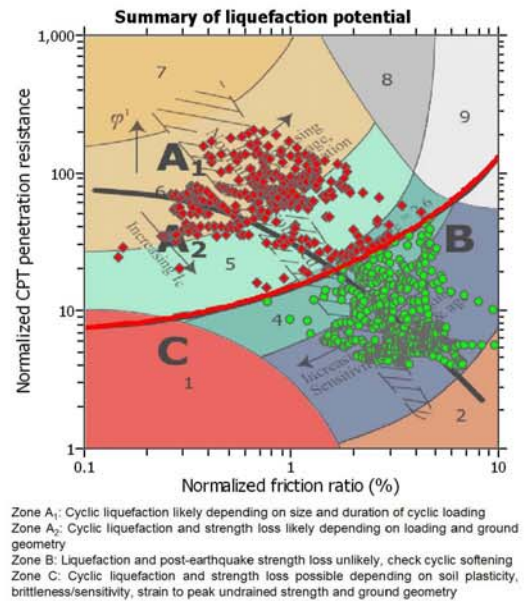 Summary of liquefaction potential
1,000
7
8
9
φ'
100
A1
6
A2
Increasing Ic
5
B
10
4
Increasing
Sensitivity
C
1
2
1
0.1
1
10
Normalized CPT penetration resistance
Normalized friction ratio (%)
Zone A1: Cyclic liquefaction likely depending on size and duration of cyclic loading
Zone A2: Cyclic liquefaction and strength loss likely depending on loading and ground
geometry
Zone B: Liquefaction and post-earthquake strength loss unlikely, check cyclic softening
Zone C: Cyclic liquefaction and strength loss possible depending on soil plasticity,
brittleness/sensitivity, strain to peak undrained strength and ground geometry